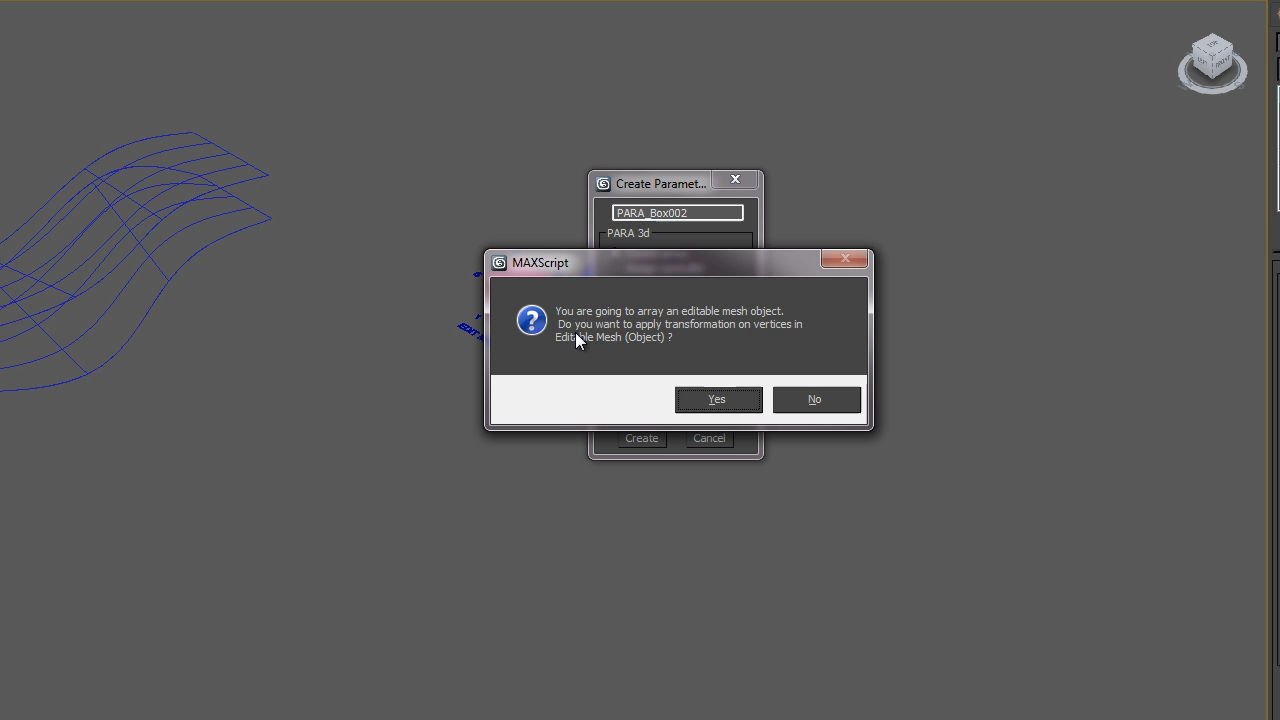 Create Paramet...
PARA_Box002
PARA 3d
MAXScript
You are going to array an editable mesh object.
Do you want to apply transformation on vertices in
Editable Mesh (Object) ?
Yes
No
Create
Cancel